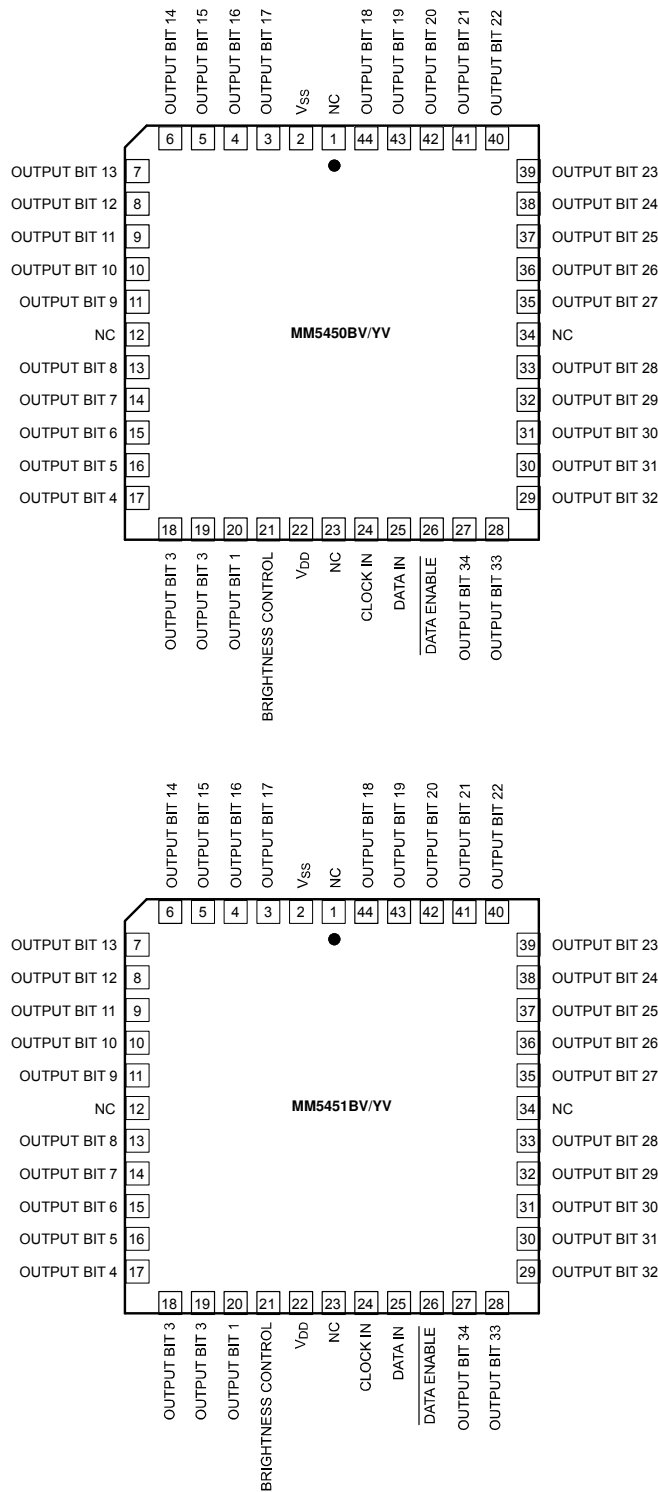 OUTPUT BIT 14
OUTPUT BIT 15
OUTPUT BIT 16
OUTPUT BIT 17
VSS
NC
OUTPUT BIT 18
OUTPUT BIT 19
OUTPUT BIT 20
OUTPUT BIT 21
OUTPUT BIT 22
6 5 4 3 2 1 44 43 42 41 40
OUTPUT BIT 13 7 39 OUTPUT BIT 23
OUTPUT BIT 12 8 38 OUTPUT BIT 24
OUTPUT BIT 11 9 37 OUTPUT BIT 25
OUTPUT BIT 10 10 36 OUTPUT BIT 26
OUTPUT BIT 9 11 35 OUTPUT BIT 27
NC 12 MM5450BV/YV 34 NC
OUTPUT BIT 8 13 33 OUTPUT BIT 28
OUTPUT BIT 7 14 32 OUTPUT BIT 29
OUTPUT BIT 6 15 31 OUTPUT BIT 30
OUTPUT BIT 5 16 30 OUTPUT BIT 31
OUTPUT BIT 4 17 29 OUTPUT BIT 32
18 19 20 21 22 23 24 25 26 27 28
OUTPUT BIT 3
OUTPUT BIT 3
OUTPUT BIT 1
BRIGHTNESS CONTROL
VDD
NC
CLOCK IN
DATA IN
DATA ENABLE
OUTPUT BIT 34
OUTPUT BIT 33
OUTPUT BIT 14
OUTPUT BIT 15
OUTPUT BIT 16
OUTPUT BIT 17
VSS
NC
OUTPUT BIT 18
OUTPUT BIT 19
OUTPUT BIT 20
OUTPUT BIT 21
OUTPUT BIT 22
6 5 4 3 2 1 44 43 42 41 40
OUTPUT BIT 13 7 39 OUTPUT BIT 23
OUTPUT BIT 12 8 38 OUTPUT BIT 24
OUTPUT BIT 11 9 37 OUTPUT BIT 25
OUTPUT BIT 10 10 36 OUTPUT BIT 26
OUTPUT BIT 9 11 35 OUTPUT BIT 27
NC 12 MM5451BV/YV 34 NC
OUTPUT BIT 8 13 33 OUTPUT BIT 28
OUTPUT BIT 7 14 32 OUTPUT BIT 29
OUTPUT BIT 6 15 31 OUTPUT BIT 30
OUTPUT BIT 5 16 30 OUTPUT BIT 31
OUTPUT BIT 4 17 29 OUTPUT BIT 32
18 19 20 21 22 23 24 25 26 27 28
OUTPUT BIT 3
OUTPUT BIT 3
OUTPUT BIT 1
BRIGHTNESS CONTROL
VDD
NC
CLOCK IN
DATA IN
DATA ENABLE
OUTPUT BIT 34
OUTPUT BIT 33